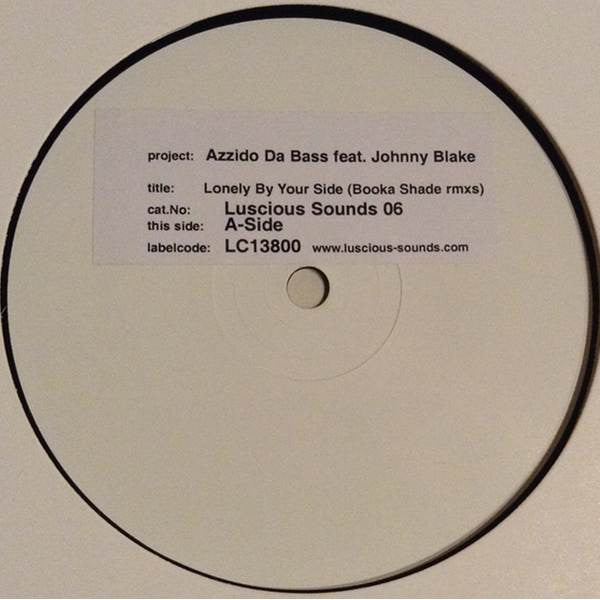 project: Azzido Da Bass feat. Johnny Blake
title: Lonely By Your Side (Booka Shade rmxs)
cat.No: Luscious Sounds 06
this side: A-Side
labelcode: LC13800 www.luscious-sounds.com